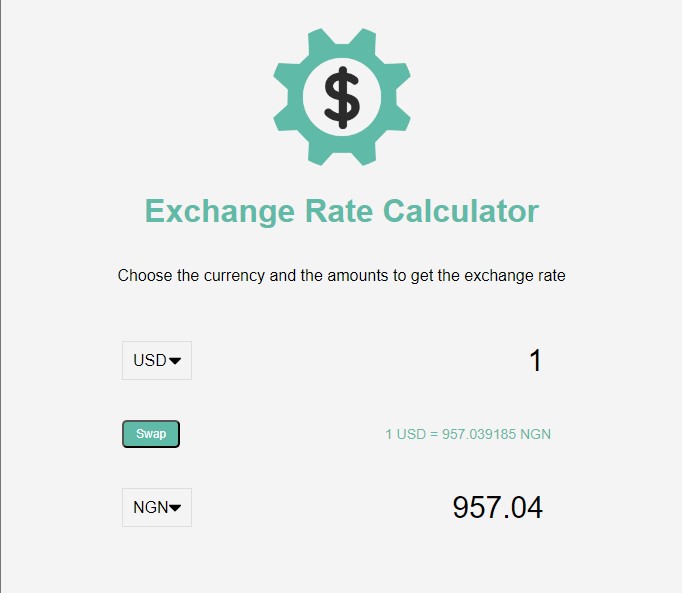 $
Exchange Rate Calculator
Choose the currency and the amounts to get the exchange rate
USD 1
Swap 1 USD = 957.039185 NGN
NGN 957.04